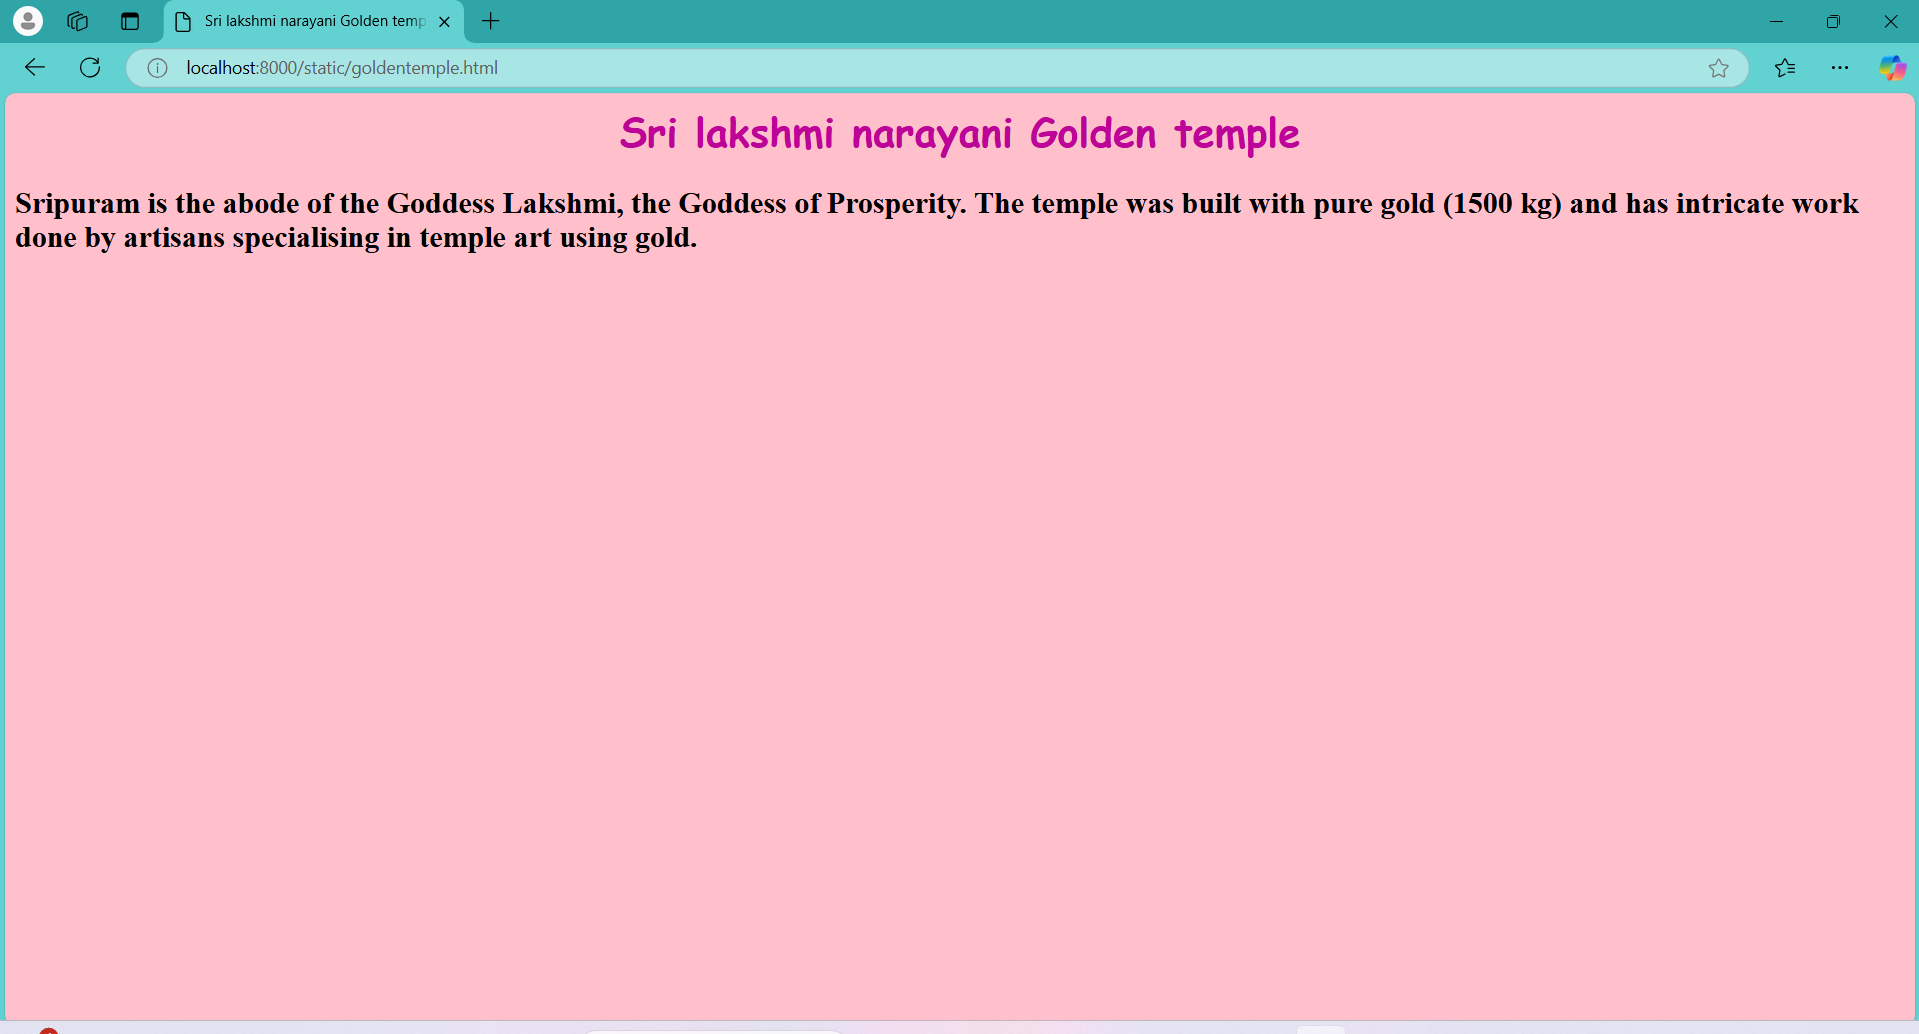 Sri lakshmi narayani Golden temp
localhost:8000/static/goldentemple.html
Sri lakshmi narayani Golden temple
Sripuram is the abode of the Goddess Lakshmi, the Goddess of Prosperity. The temple was built with pure gold (1500 kg) and has intricate work
done by artisans specialising in temple art using gold.